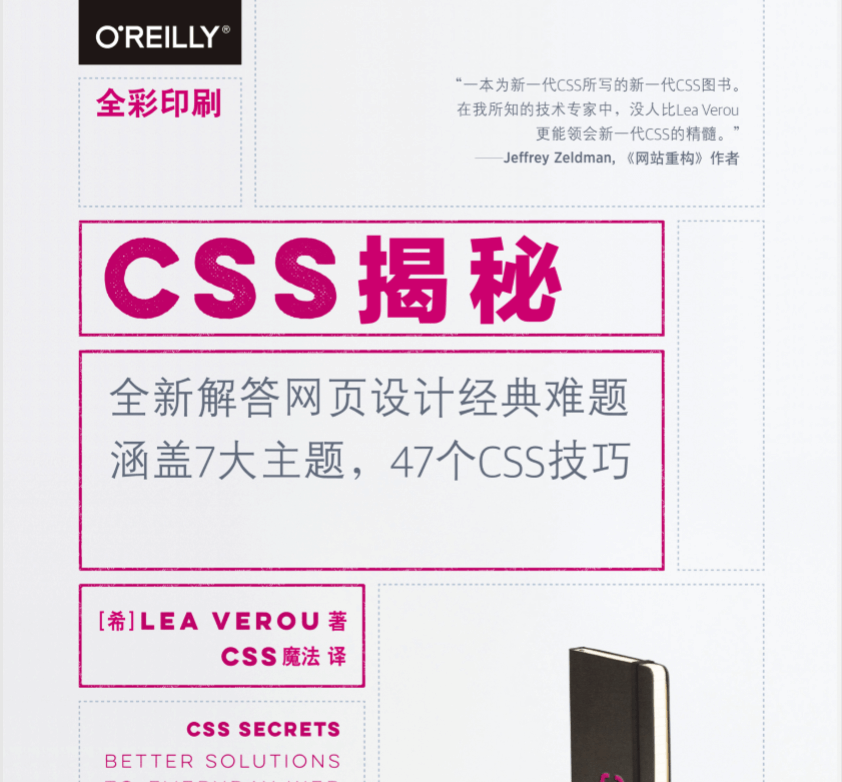 O'REILLY®
全彩印刷
“一本为新一代CSS所写的新一代CSS图书。
在我所知的技术专家中，没人比Lea Verou
更能领会新一代CSS的精髓。”
——Jeffrey Zeldman, 《网站重构》作者
CSS揭秘
全新解答网页设计经典难题
涵盖7大主题，47个CSS技巧
[希]LEA VEROU 著
CSS魔法 译
CSS SECRETS
BETTER SOLUTIONS